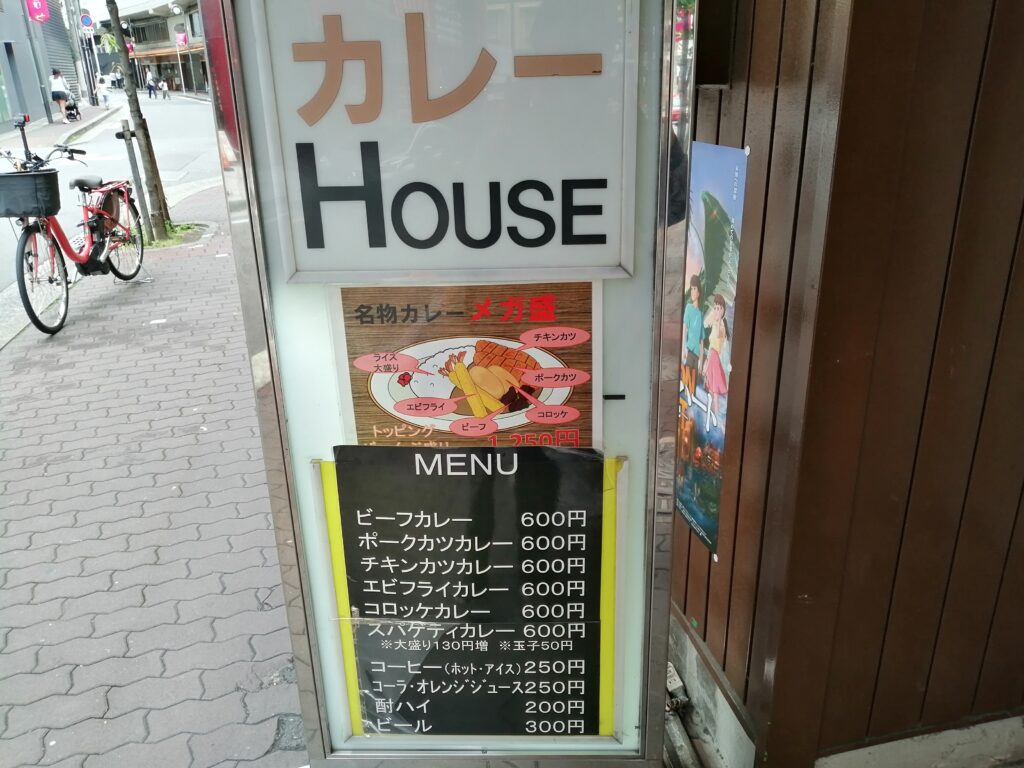 カレー
HOUSE
名物カレー メガ盛
チキンカツ
ライス
大盛り
ポークカツ
エビフライ
コロッケ
ビーフ
トッピング
1,250円
MENU
ビーフカレー 600円
ポークカツカレー 600円
チキンカツカレー 600円
エビフライカレー 600円
コロッケカレー 600円
スパゲティカレー 600円
※大盛り130円増 ※玉子50円
コーヒー(ホット・アイス) 250円
コーラ・オレンジジュース 250円
酎ハイ 200円
ビール 300円